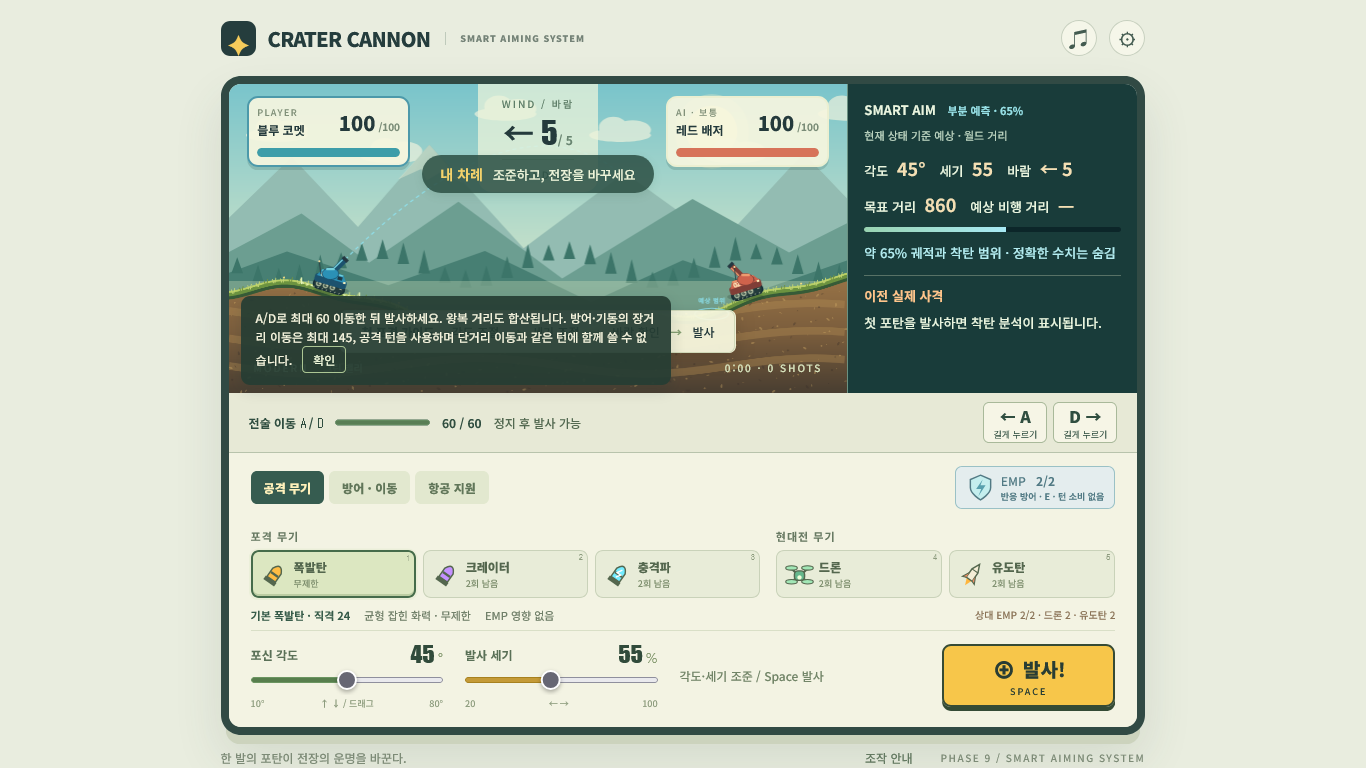 CRATER CANNON
SMART AIMING SYSTEM
PLAYER
블루 코멧
100 /100
WIND / 바람
← 5 / 5
AI · 보통
레드 배저
100 /100
내 차례 조준하고, 전장을 바꾸세요
예상 범위
A/D로 최대 60 이동한 뒤 발사하세요. 왕복 거리도 합산됩니다. 방어·기동의 장거
리 이동은 최대 145, 공격 턴을 사용하며 단거리 이동과 같은 턴에 함께 쓸 수 없
습니다. 확인
→ 발사
0:00 · 0 SHOTS
SMART AIM 부분 예측 · 65%
현재 상태 기준 예상 · 월드 거리
각도 45° 세기 55 바람 ← 5
목표 거리 860 예상 비행 거리 —
약 65% 궤적과 착탄 범위 · 정확한 수치는 숨김
이전 실제 사격
첫 포탄을 발사하면 착탄 분석이 표시됩니다.
전술 이동 A/D 60 / 60 정지 후 발사 가능
← A
길게 누르기
D →
길게 누르기
공격 무기
방어 · 이동
항공 지원
EMP 2/2
반응 방어 · E · 턴 소비 없음
포격 무기
폭발탄
무제한
1
크레이터
2회 남음
2
충격파
2회 남음
3
현대전 무기
드론
2회 남음
4
유도탄
2회 남음
5
기본 폭발탄 · 직격 24 균형 잡힌 화력 · 무제한 EMP 영향 없음
상대 EMP 2/2 · 드론 2 · 유도탄 2
포신 각도 45 °
10° ↑ ↓ / 드래그 80°
발사 세기 55 %
20 ← → 100
각도·세기 조준 / Space 발사
발사!
SPACE
한 발의 포탄이 전장의 운명을 바꾼다.
조작 안내
PHASE 9 / SMART AIMING SYSTEM